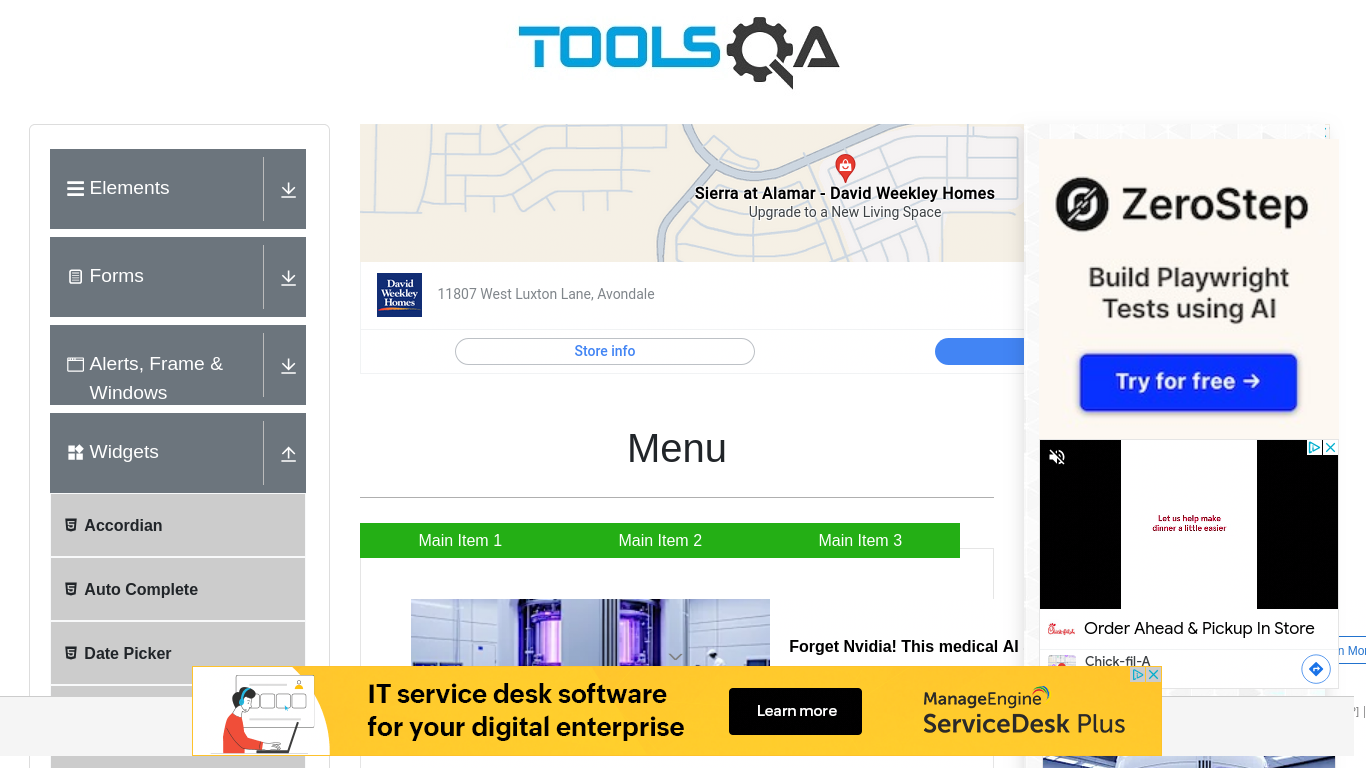 TOOLSQA
Elements
Forms
Alerts, Frame &
Windows
Widgets
Accordian
Auto Complete
Date Picker
Sierra at Alamar - David Weekley Homes
Upgrade to a New Living Space
David
Weekley
Homes
11807 West Luxton Lane, Avondale
Store info
Menu
Main Item 1
Main Item 2
Main Item 3
Forget Nvidia! This medical AI
ZeroStep
Build Playwright
Tests using AI
Try for free →
Let us help make
dinner a little easier
Order Ahead & Pickup In Store
Chick-fil-A
IT service desk software
for your digital enterprise
Learn more
ManageEngine
ServiceDesk Plus